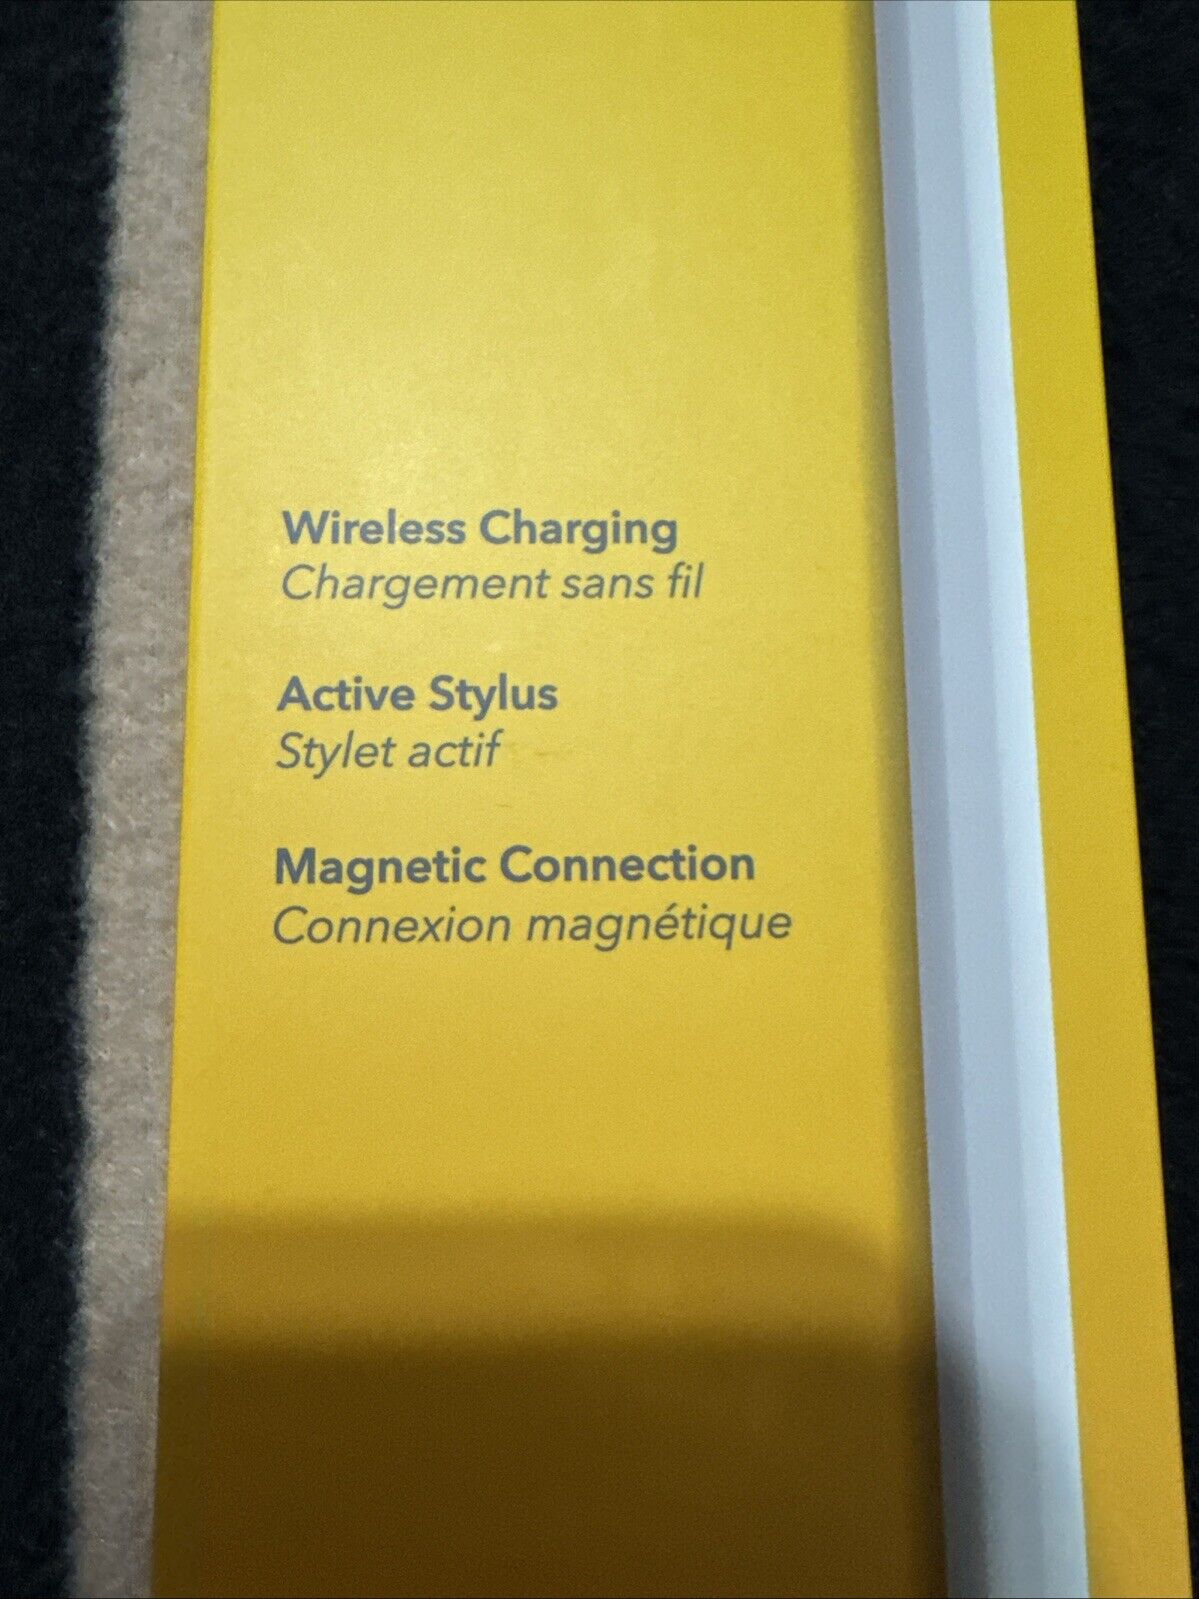 Wireless Charging
Chargement sans fil
Active Stylus
Stylet actif
Magnetic Connection
Connexion magnétique